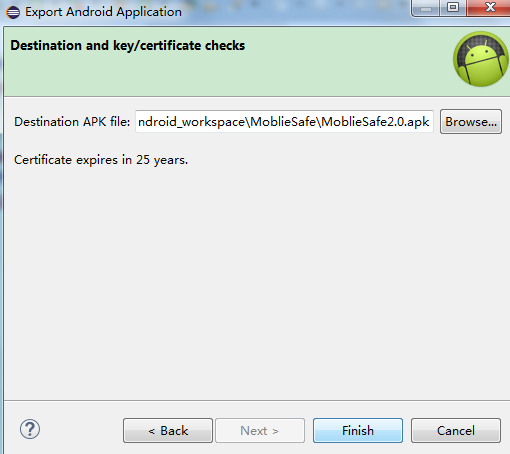 Export Android Application
Destination and key/certificate checks
Destination APK file: ndroid_workspace\MoblieSafe\MoblieSafe2.0.apk Browse...
Certificate expires in 25 years.
? < Back Next > Finish Cancel